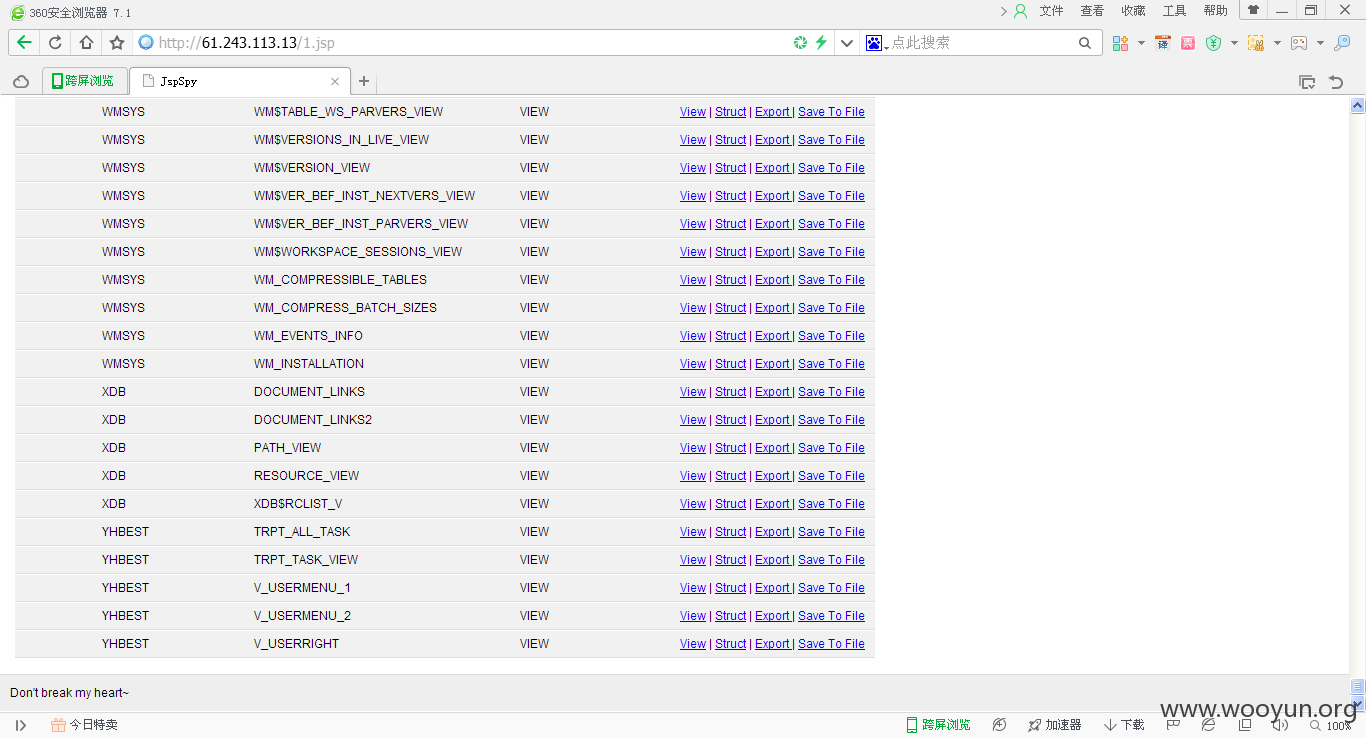 360安全浏览器 7.1
文件 查看 收藏 工具 帮助
http://61.243.113.13/1.jsp
点此搜索
译
跨屏浏览
JspSpy
WMSYS WM$TABLE_WS_PARVERS_VIEW VIEW View | Struct | Export | Save To File
WMSYS WM$VERSIONS_IN_LIVE_VIEW VIEW View | Struct | Export | Save To File
WMSYS WM$VERSION_VIEW VIEW View | Struct | Export | Save To File
WMSYS WM$VER_BEF_INST_NEXTVERS_VIEW VIEW View | Struct | Export | Save To File
WMSYS WM$VER_BEF_INST_PARVERS_VIEW VIEW View | Struct | Export | Save To File
WMSYS WM$WORKSPACE_SESSIONS_VIEW VIEW View | Struct | Export | Save To File
WMSYS WM_COMPRESSIBLE_TABLES VIEW View | Struct | Export | Save To File
WMSYS WM_COMPRESS_BATCH_SIZES VIEW View | Struct | Export | Save To File
WMSYS WM_EVENTS_INFO VIEW View | Struct | Export | Save To File
WMSYS WM_INSTALLATION VIEW View | Struct | Export | Save To File
XDB DOCUMENT_LINKS VIEW View | Struct | Export | Save To File
XDB DOCUMENT_LINKS2 VIEW View | Struct | Export | Save To File
XDB PATH_VIEW VIEW View | Struct | Export | Save To File
XDB RESOURCE_VIEW VIEW View | Struct | Export | Save To File
XDB XDB$RCLIST_V VIEW View | Struct | Export | Save To File
YHBEST TRPT_ALL_TASK VIEW View | Struct | Export | Save To File
YHBEST TRPT_TASK_VIEW VIEW View | Struct | Export | Save To File
YHBEST V_USERMENU_1 VIEW View | Struct | Export | Save To File
YHBEST V_USERMENU_2 VIEW View | Struct | Export | Save To File
YHBEST V_USERRIGHT VIEW View | Struct | Export | Save To File
Don't break my heart~
www.wooyun.org
今日特卖 跨屏浏览 加速器 下载 100%